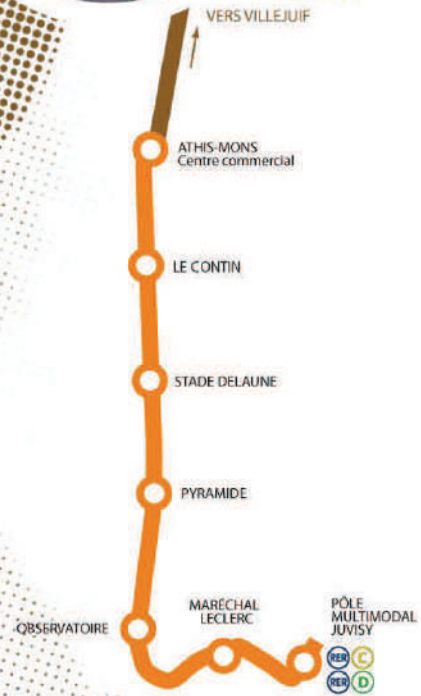 VERS VILLEJUIF
ATHIS-MONS
Centre commercial
LE CONTIN
STADE DELAUNE
PYRAMIDE
OBSERVATOIRE
MARÉCHAL
LECLERC
PÔLE
MULTIMODAL
JUVISY
RER C
RER D